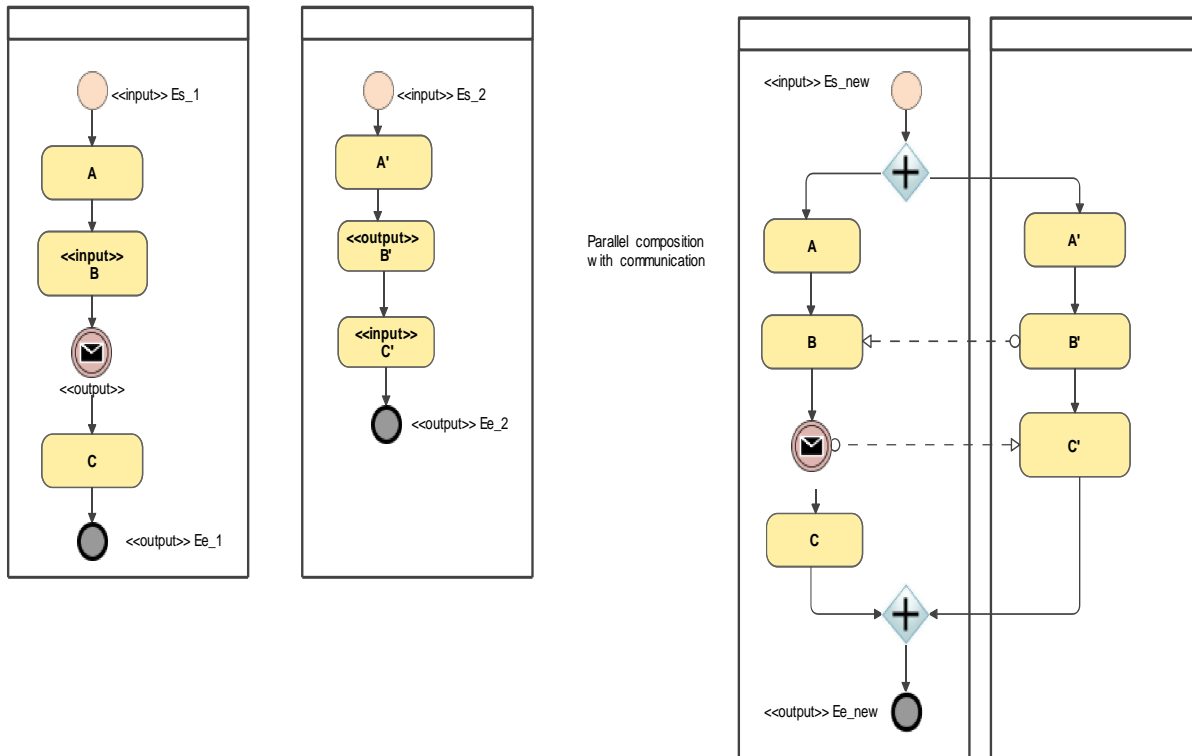 <<input>> Es_1
A
<<input>>
B
<<output>>
C
<<output>> Ee_1
<<input>> Es_2
A'
<<output>>
B'
<<input>>
C'
<<output>> Ee_2
Parallel composition
with communication
<<input>> Es_new
A
A'
B
B'
C'
C
<<output>> Ee_new